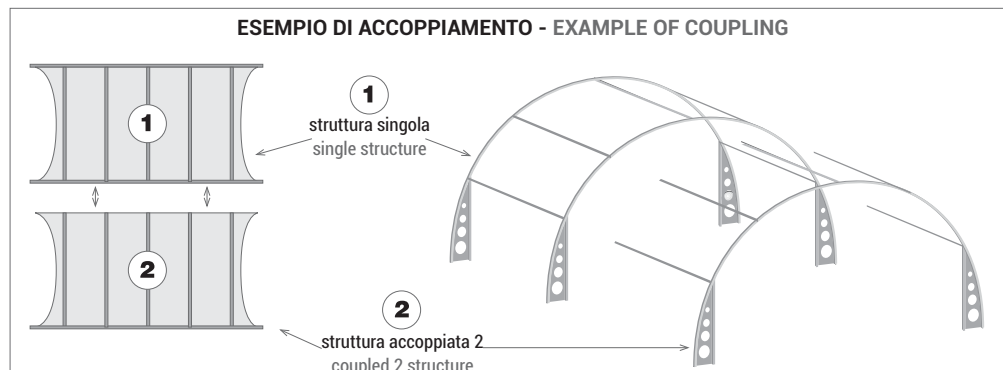 ESEMPIO DI ACCOPPIAMENTO - EXAMPLE OF COUPLING
1
1
struttura singola
single structure
2
2
struttura accoppiata 2
coupled 2 structure